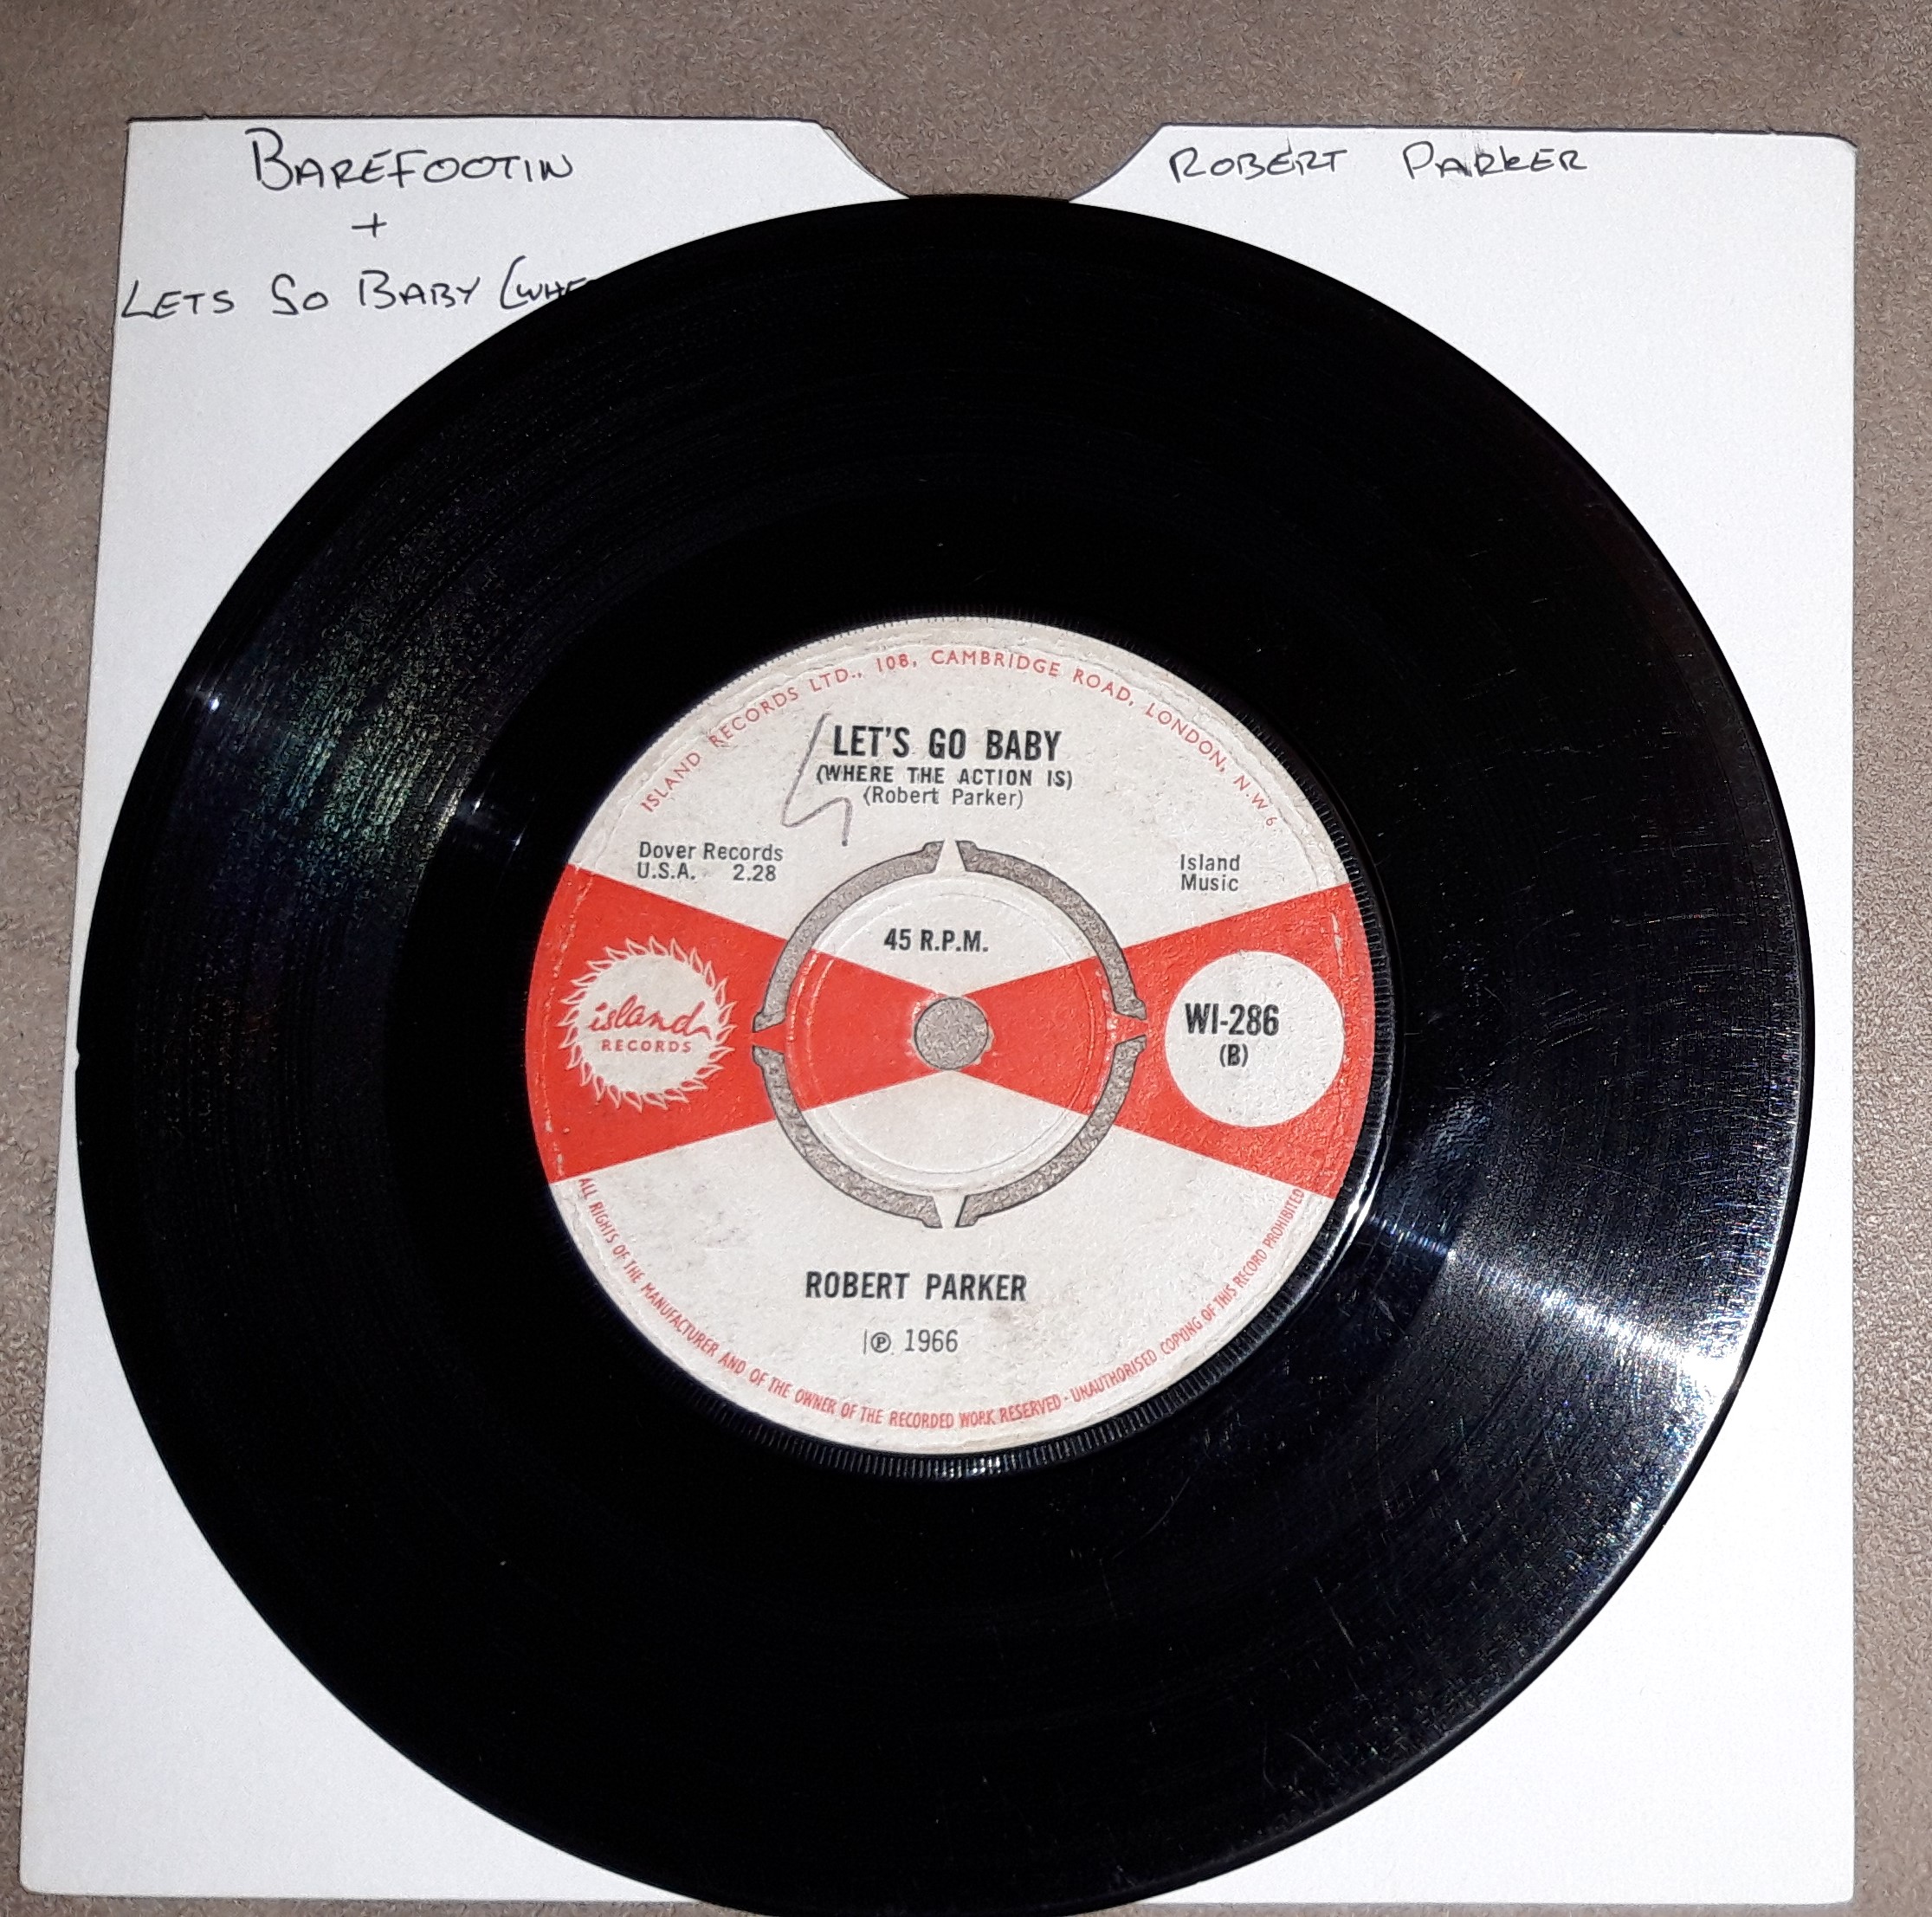 BAREFOOTIN
+
LETS GO BABY (WHE
ROBERT PARKER
ISLAND RECORDS LTD., 108, CAMBRIDGE ROAD, LONDON, N.W 6
LET'S GO BABY
(WHERE THE ACTION IS)
(Robert Parker)
Dover Records
U.S.A. 2.28
Island
Music
45 R.P.M.
island
RECORDS
WI-286
(B)
ROBERT PARKER
℗ 1966
ALL RIGHTS OF THE MANUFACTURER AND OF THE OWNER OF THE RECORDED WORK RESERVED - UNAUTHORISED COPYING OF THIS RECORD PROHIBITED